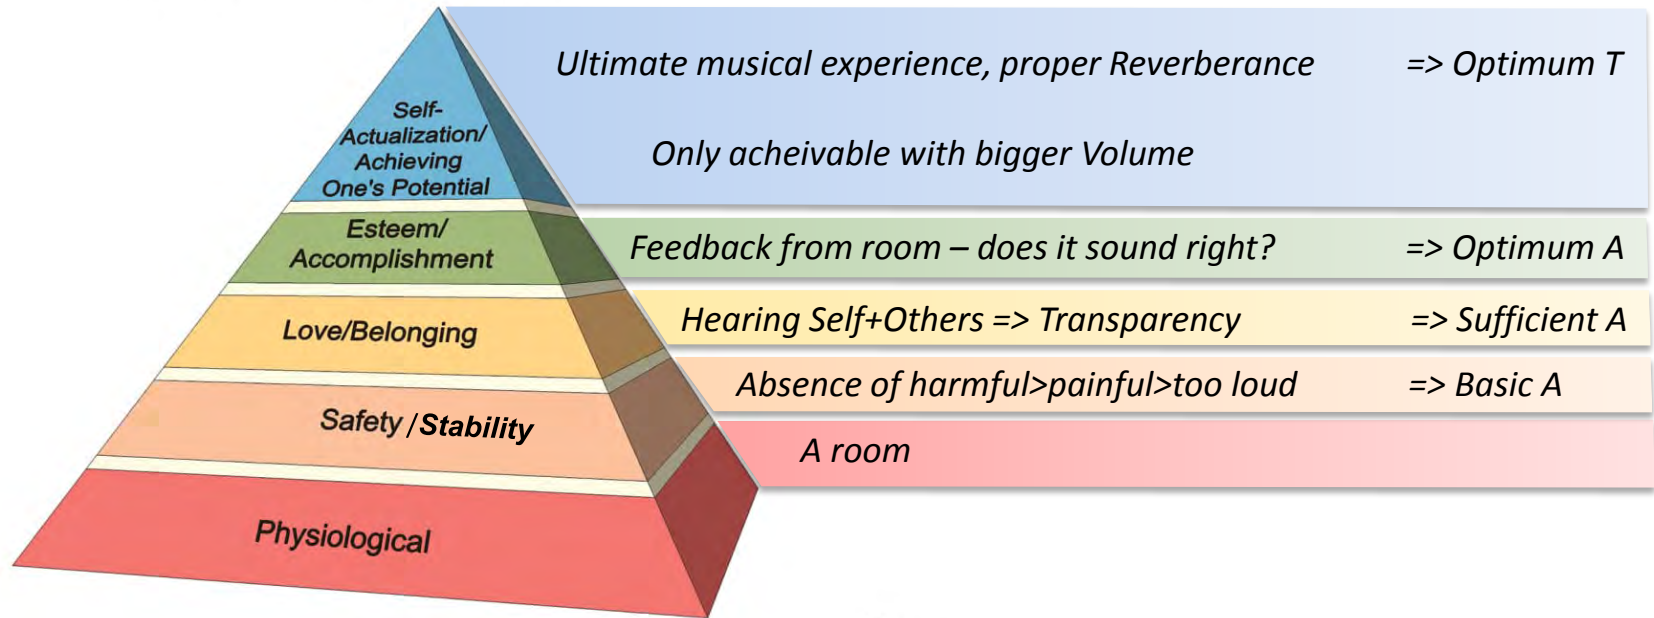 Ultimate musical experience, proper Reverberance => Optimum T
Self-
Actualization/
Achieving
One's Potential
Only acheivable with bigger Volume
Esteem/
Accomplishment
Feedback from room – does it sound right? => Optimum A
Love/Belonging
Hearing Self+Others => Transparency => Sufficient A
Safety /Stability
Absence of harmful>painful>too loud => Basic A
Physiological
A room